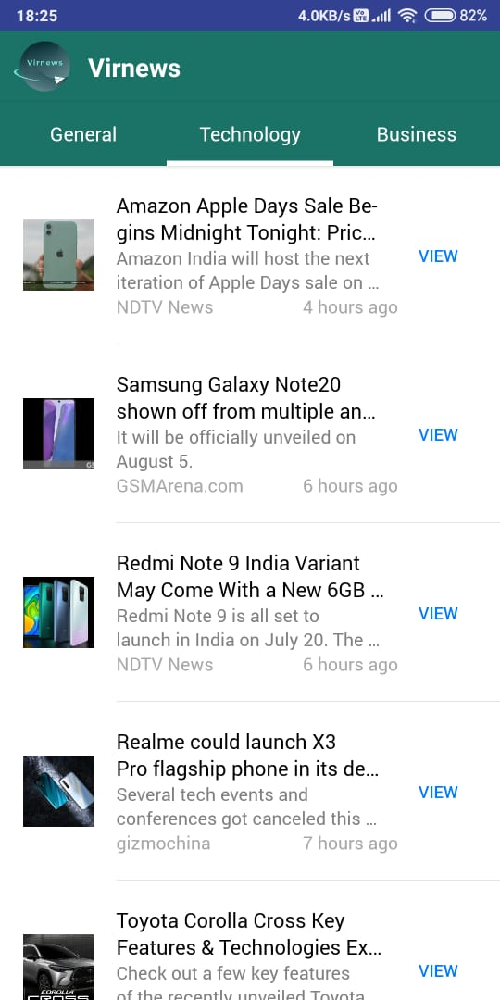 18:25
4.0KB/s Vo LTE 82%
Virnews
Virnews
General Technology Business
Amazon Apple Days Sale Be-
gins Midnight Tonight: Pric...
Amazon India will host the next
iteration of Apple Days sale on ...
NDTV News 4 hours ago
VIEW
Samsung Galaxy Note20
shown off from multiple an...
It will be officially unveiled on
August 5.
GSMArena.com 6 hours ago
VIEW
Redmi Note 9 India Variant
May Come With a New 6GB ...
Redmi Note 9 is all set to
launch in India on July 20. The ...
NDTV News 6 hours ago
VIEW
Realme could launch X3
Pro flagship phone in its de...
Several tech events and
conferences got canceled this ...
gizmochina 7 hours ago
VIEW
COROLLA
CROSS
Toyota Corolla Cross Key
Features & Technologies Ex...
Check out a few key features
of the recently unveiled Toyota
VIEW